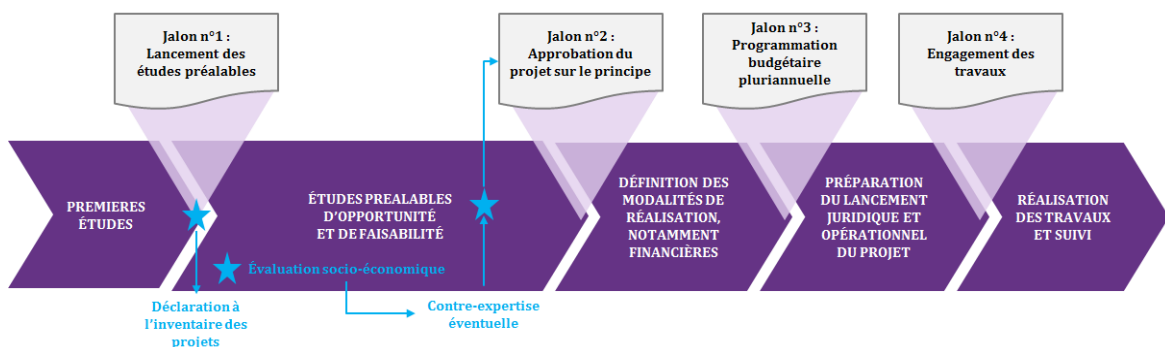 Jalon n°1 :
Lancement des
études préalables
Jalon n°2 :
Approbation du
projet sur le principe
Jalon n°3 :
Programmation
budgétaire
pluriannuelle
Jalon n°4 :
Engagement des
travaux
PREMIERES
ÉTUDES
ÉTUDES PREALABLES
D’OPPORTUNITÉ
ET DE FAISABILITÉ
DÉFINITION DES
MODALITÉS DE
RÉALISATION,
NOTAMMENT
FINANCIÈRES
PRÉPARATION
DU LANCEMENT
JURIDIQUE ET
OPÉRATIONNEL
DU PROJET
RÉALISATION
DES TRAVAUX
ET SUIVI
Évaluation socio-économique
Déclaration à
l’inventaire des
projets
Contre-expertise
éventuelle